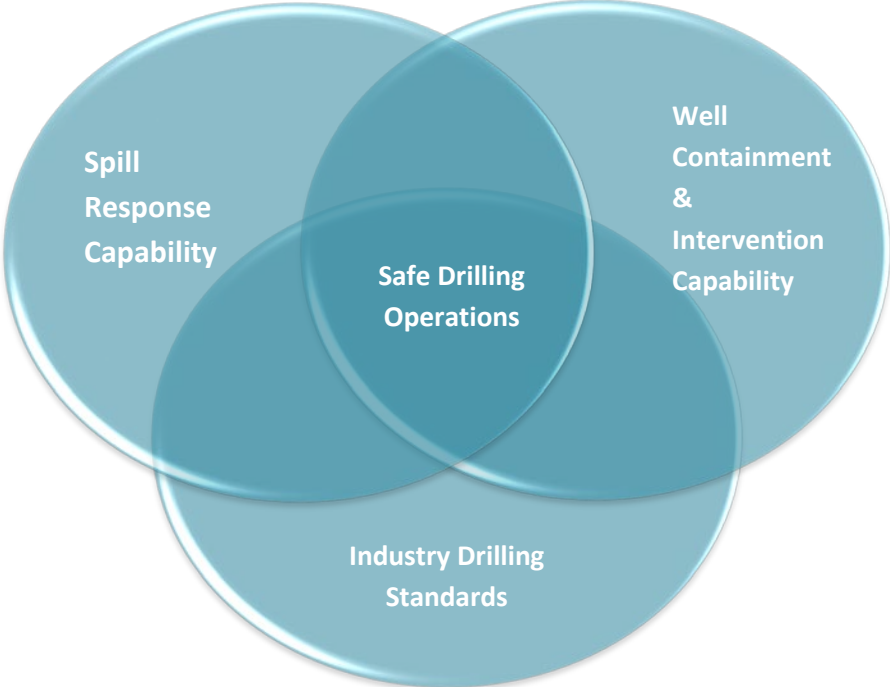 Spill
Response
Capability
Well
Containment
&
Intervention
Capability
Safe Drilling
Operations
Industry Drilling
Standards